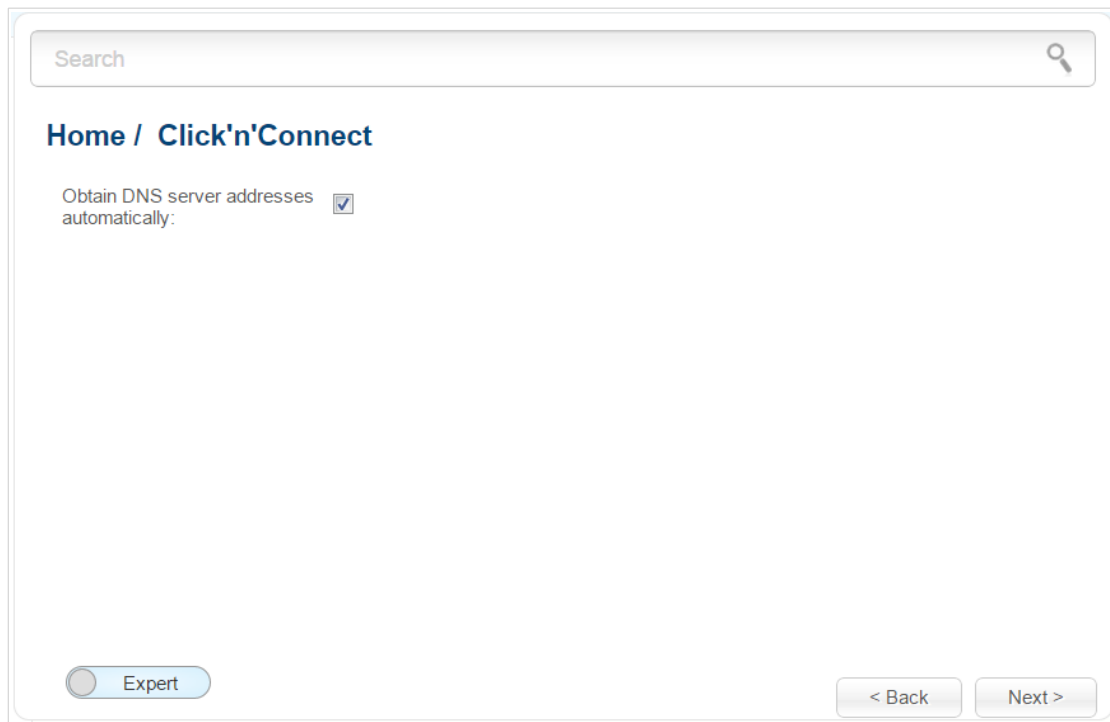 Search
Home / Click'n'Connect
Obtain DNS server addresses
automatically:
Expert
< Back
Next >